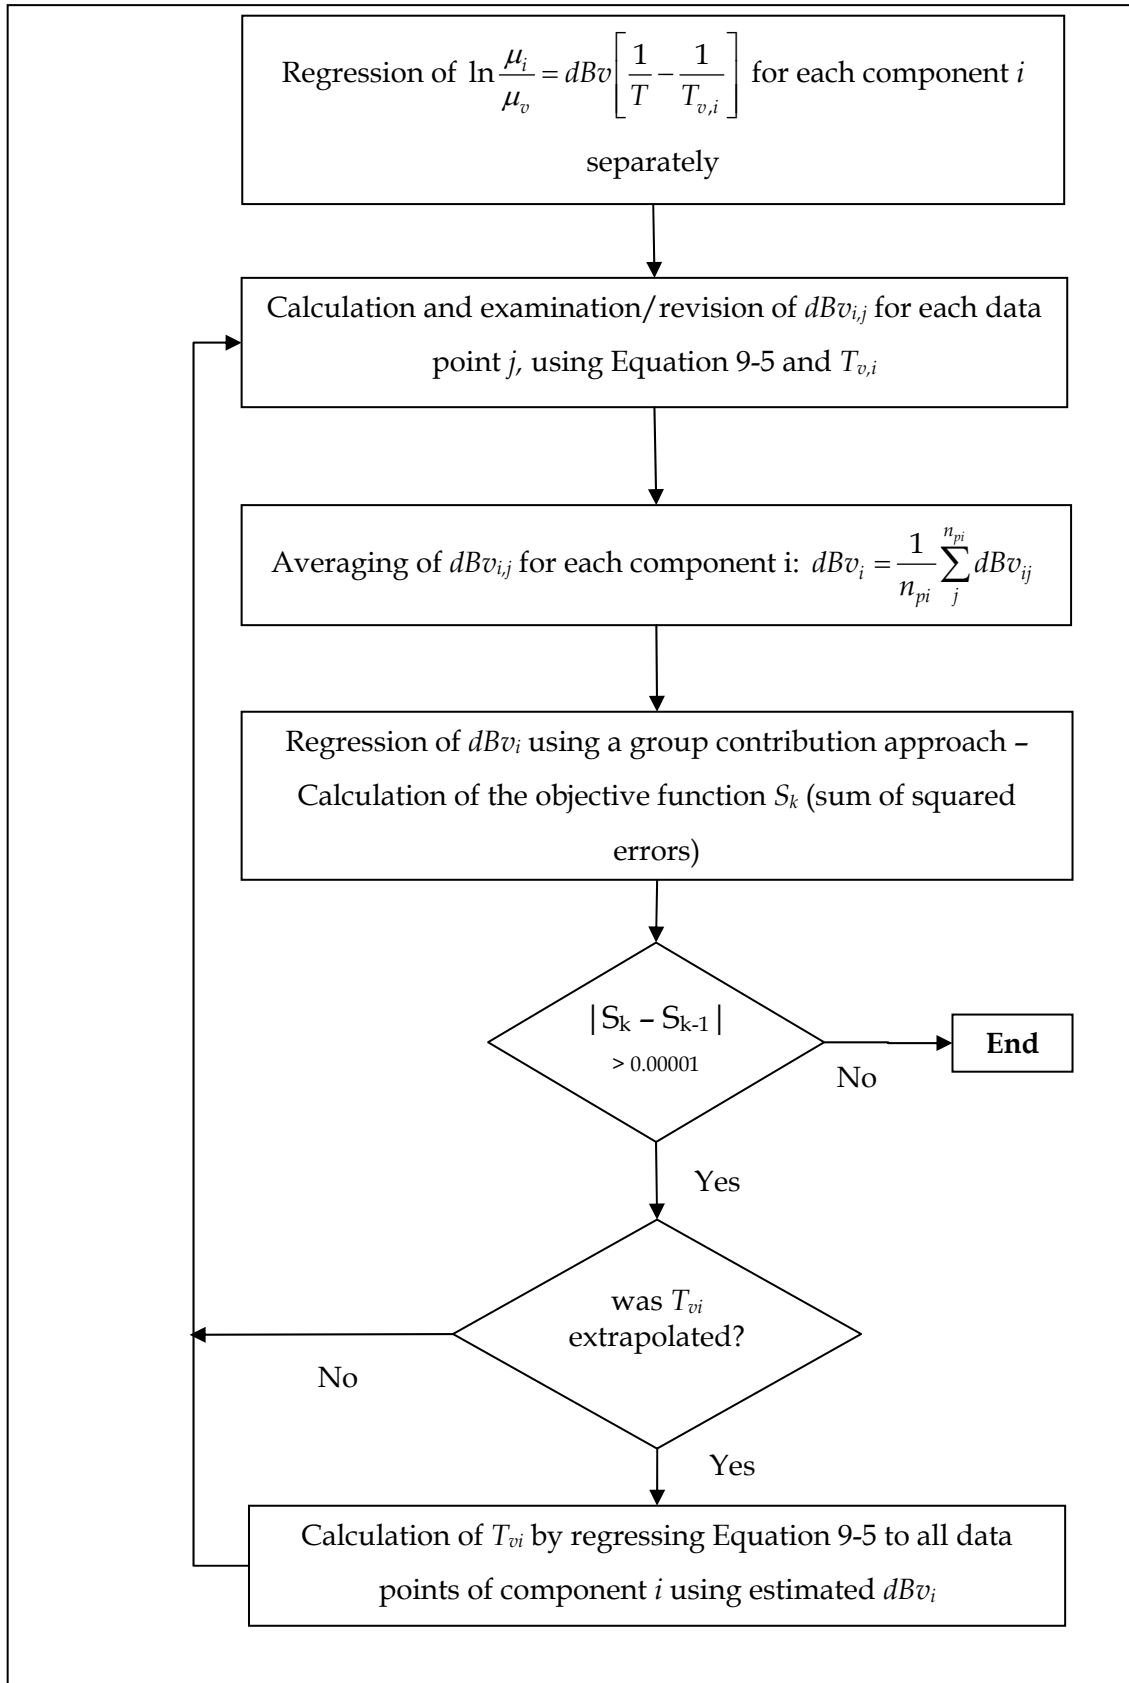 Regression of ln μi/μv = dBv[1/T − 1/Tv,i] for each component i
separately
Calculation and examination/revision of dBvi,j for each data
point j, using Equation 9-5 and Tv,i
Averaging of dBvi,j for each component i: dBvi = 1/npi ∑j^npi dBvij
Regression of dBvi using a group contribution approach –
Calculation of the objective function Sk (sum of squared
errors)
|Sk – Sk-1|
> 0.00001
No
End
Yes
was Tvi
extrapolated?
No
Yes
Calculation of Tvi by regressing Equation 9-5 to all data
points of component i using estimated dBvi